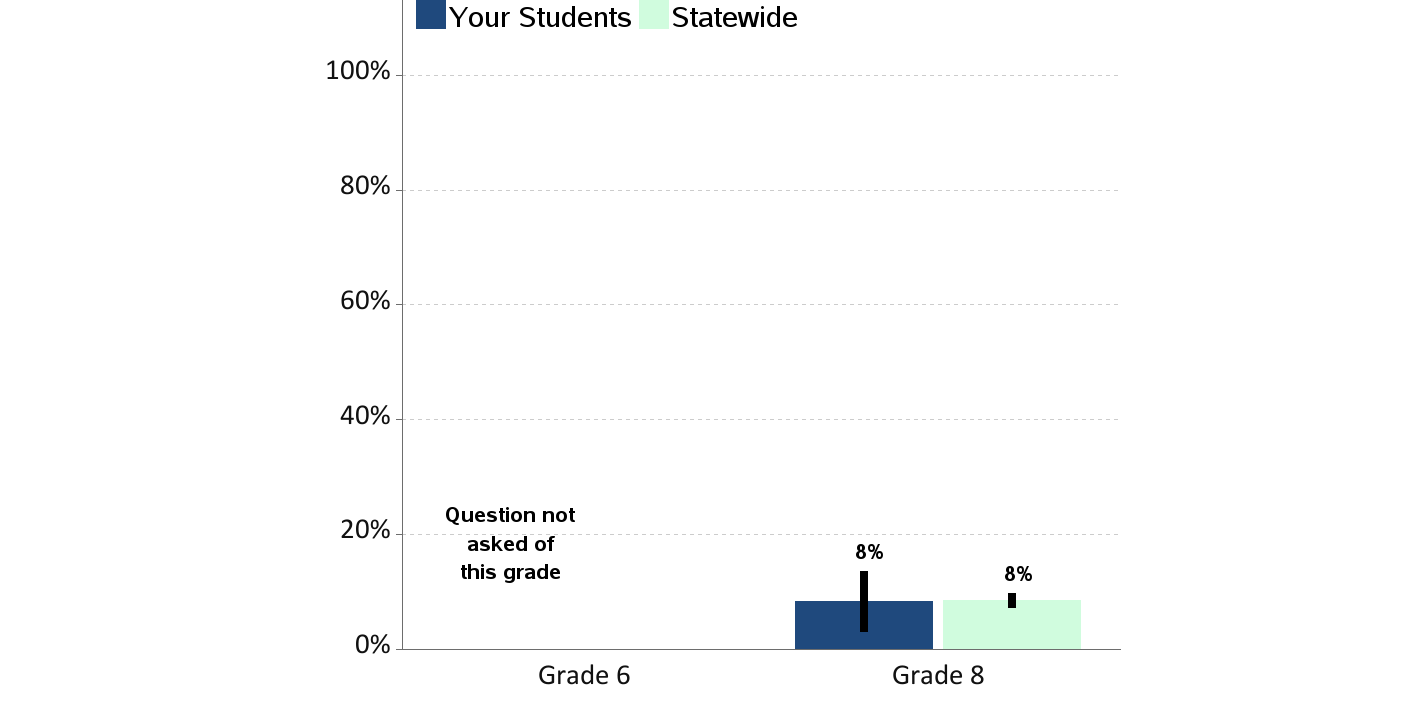 Your Students Statewide
100%
80%
60%
40%
20%
0%
Question not
asked of
this grade
8%
8%
Grade 6 Grade 8